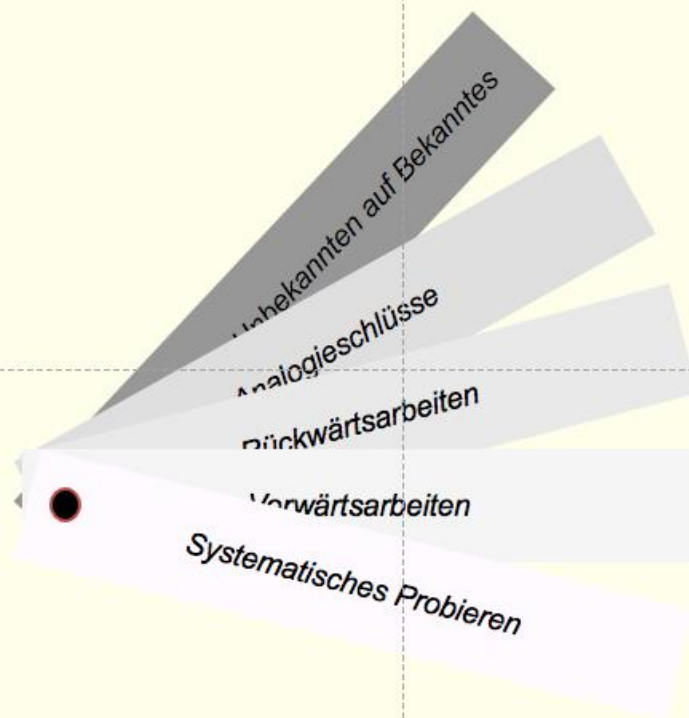 Unbekannten auf Bekanntes
Analogieschlüsse
Rückwärtsarbeiten
Vorwärtsarbeiten
Systematisches Probieren